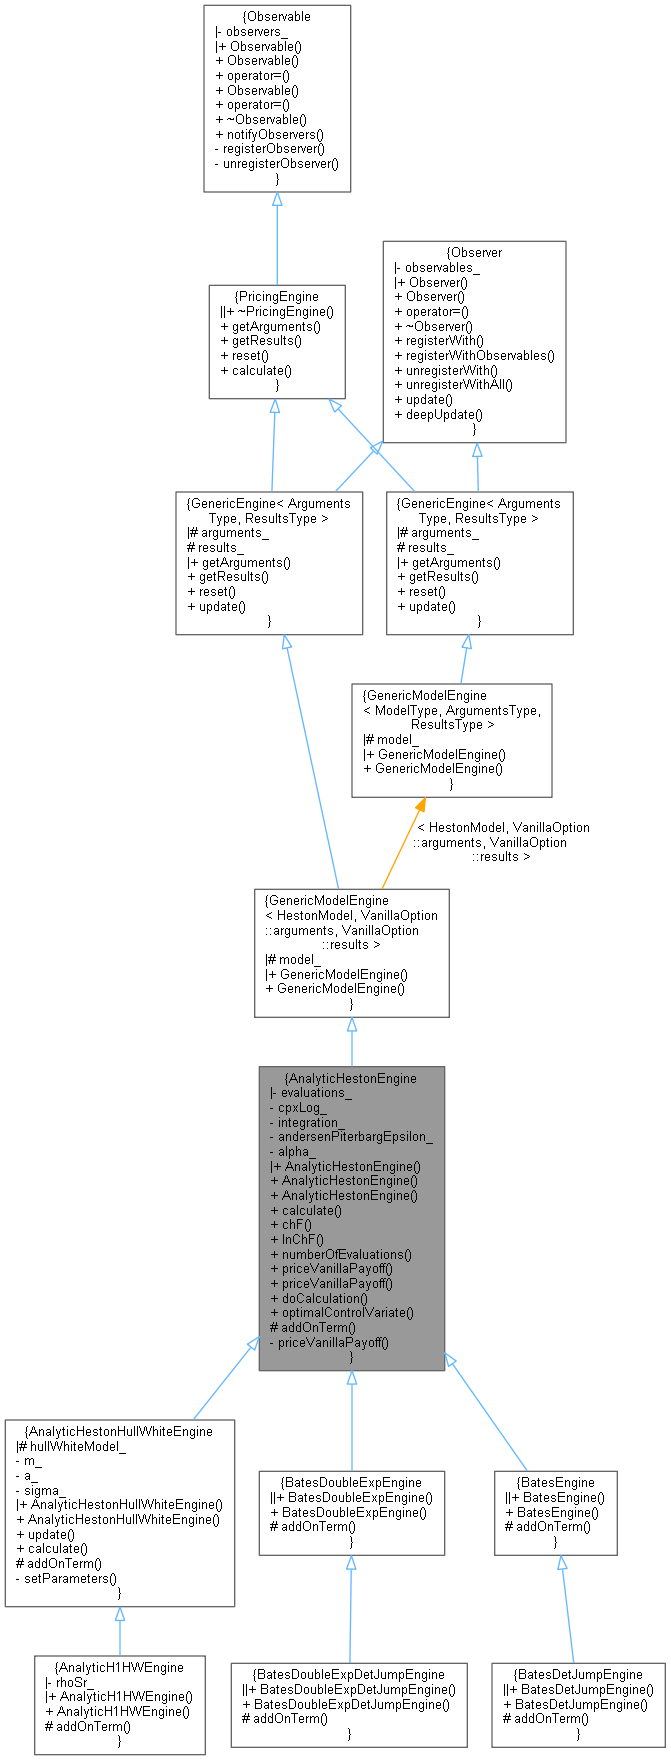 {Observable
|- observers_
|+ Observable()
+ Observable()
+ operator=()
+ Observable()
+ operator=()
+ ~Observable()
+ notifyObservers()
- registerObserver()
- unregisterObserver()
}
{Observer
|- observables_
|+ Observer()
+ Observer()
+ operator=()
+ ~Observer()
+ registerWith()
+ registerWithObservables()
+ unregisterWith()
+ unregisterWithAll()
+ update()
+ deepUpdate()
}
{PricingEngine
||+ ~PricingEngine()
+ getArguments()
+ getResults()
+ reset()
+ calculate()
}
{GenericEngine< Arguments
Type, ResultsType >
|# arguments_
# results_
|+ getArguments()
+ getResults()
+ reset()
+ update()
}
{GenericEngine< Arguments
Type, ResultsType >
|# arguments_
# results_
|+ getArguments()
+ getResults()
+ reset()
+ update()
}
{GenericModelEngine
< ModelType, ArgumentsType,
ResultsType >
|# model_
|+ GenericModelEngine()
+ GenericModelEngine()
}
< HestonModel, VanillaOption
::arguments, VanillaOption
::results >
{GenericModelEngine
< HestonModel, VanillaOption
::arguments, VanillaOption
::results >
|# model_
|+ GenericModelEngine()
+ GenericModelEngine()
}
{AnalyticHestonEngine
|- evaluations_
- cpxLog_
- integration_
- andersenPiterbargEpsilon_
- alpha_
|+ AnalyticHestonEngine()
+ AnalyticHestonEngine()
+ AnalyticHestonEngine()
+ calculate()
+ chF()
+ lnChF()
+ numberOfEvaluations()
+ priceVanillaPayoff()
+ priceVanillaPayoff()
+ doCalculation()
+ optimalControlVariate()
# addOnTerm()
- priceVanillaPayoff()
}
{AnalyticHestonHullWhiteEngine
|# hullWhiteModel_
- m_
- a_
- sigma_
|+ AnalyticHestonHullWhiteEngine()
+ AnalyticHestonHullWhiteEngine()
+ update()
+ calculate()
# addOnTerm()
- setParameters()
}
{BatesDoubleExpEngine
||+ BatesDoubleExpEngine()
+ BatesDoubleExpEngine()
# addOnTerm()
}
{BatesEngine
||+ BatesEngine()
+ BatesEngine()
# addOnTerm()
}
{AnalyticH1HWEngine
|- rhoSr_
|+ AnalyticH1HWEngine()
+ AnalyticH1HWEngine()
# addOnTerm()
}
{BatesDoubleExpDetJumpEngine
||+ BatesDoubleExpDetJumpEngine()
+ BatesDoubleExpDetJumpEngine()
# addOnTerm()
}
{BatesDetJumpEngine
||+ BatesDetJumpEngine()
+ BatesDetJumpEngine()
# addOnTerm()
}